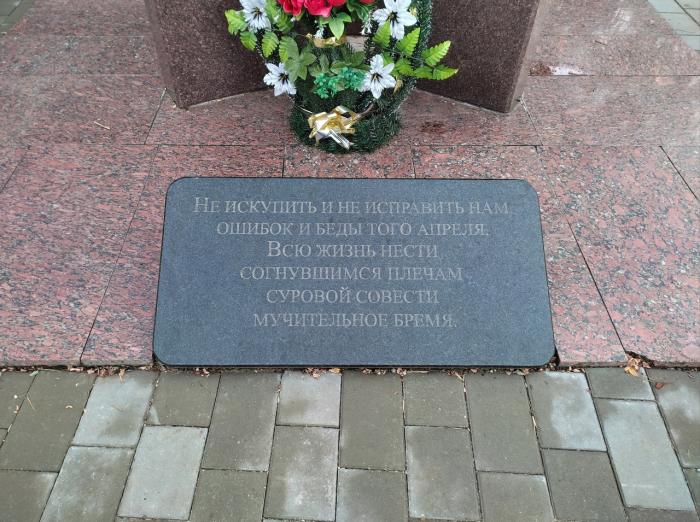 Не искупить и не исправить нам
ошибок и беды того апреля,
Всю жизнь нести
согнувшимся плечам
суровой совести
мучительное бремя.